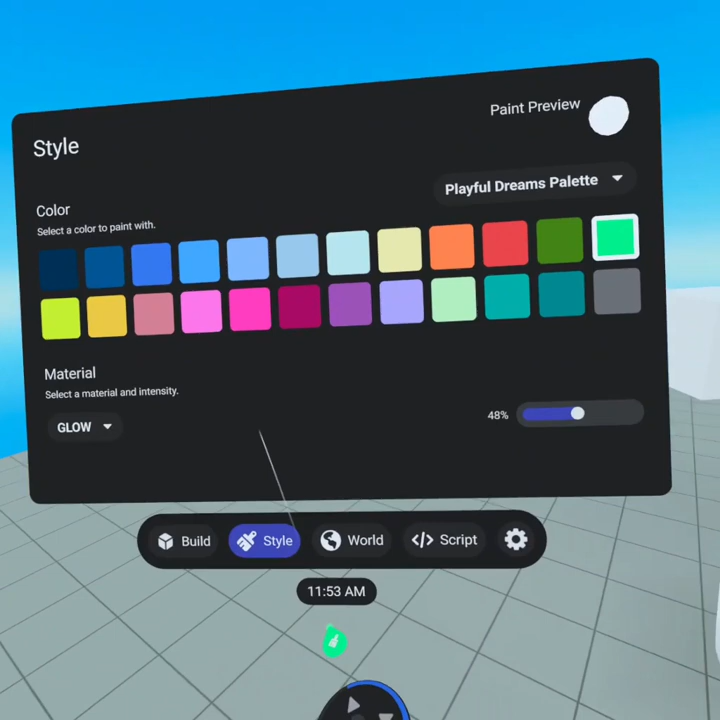 Paint Preview
Style
Playful Dreams Palette
Color
Select a color to paint with.
Material
Select a material and intensity.
GLOW
48%
Build
Style
World
</> Script
11:53 AM